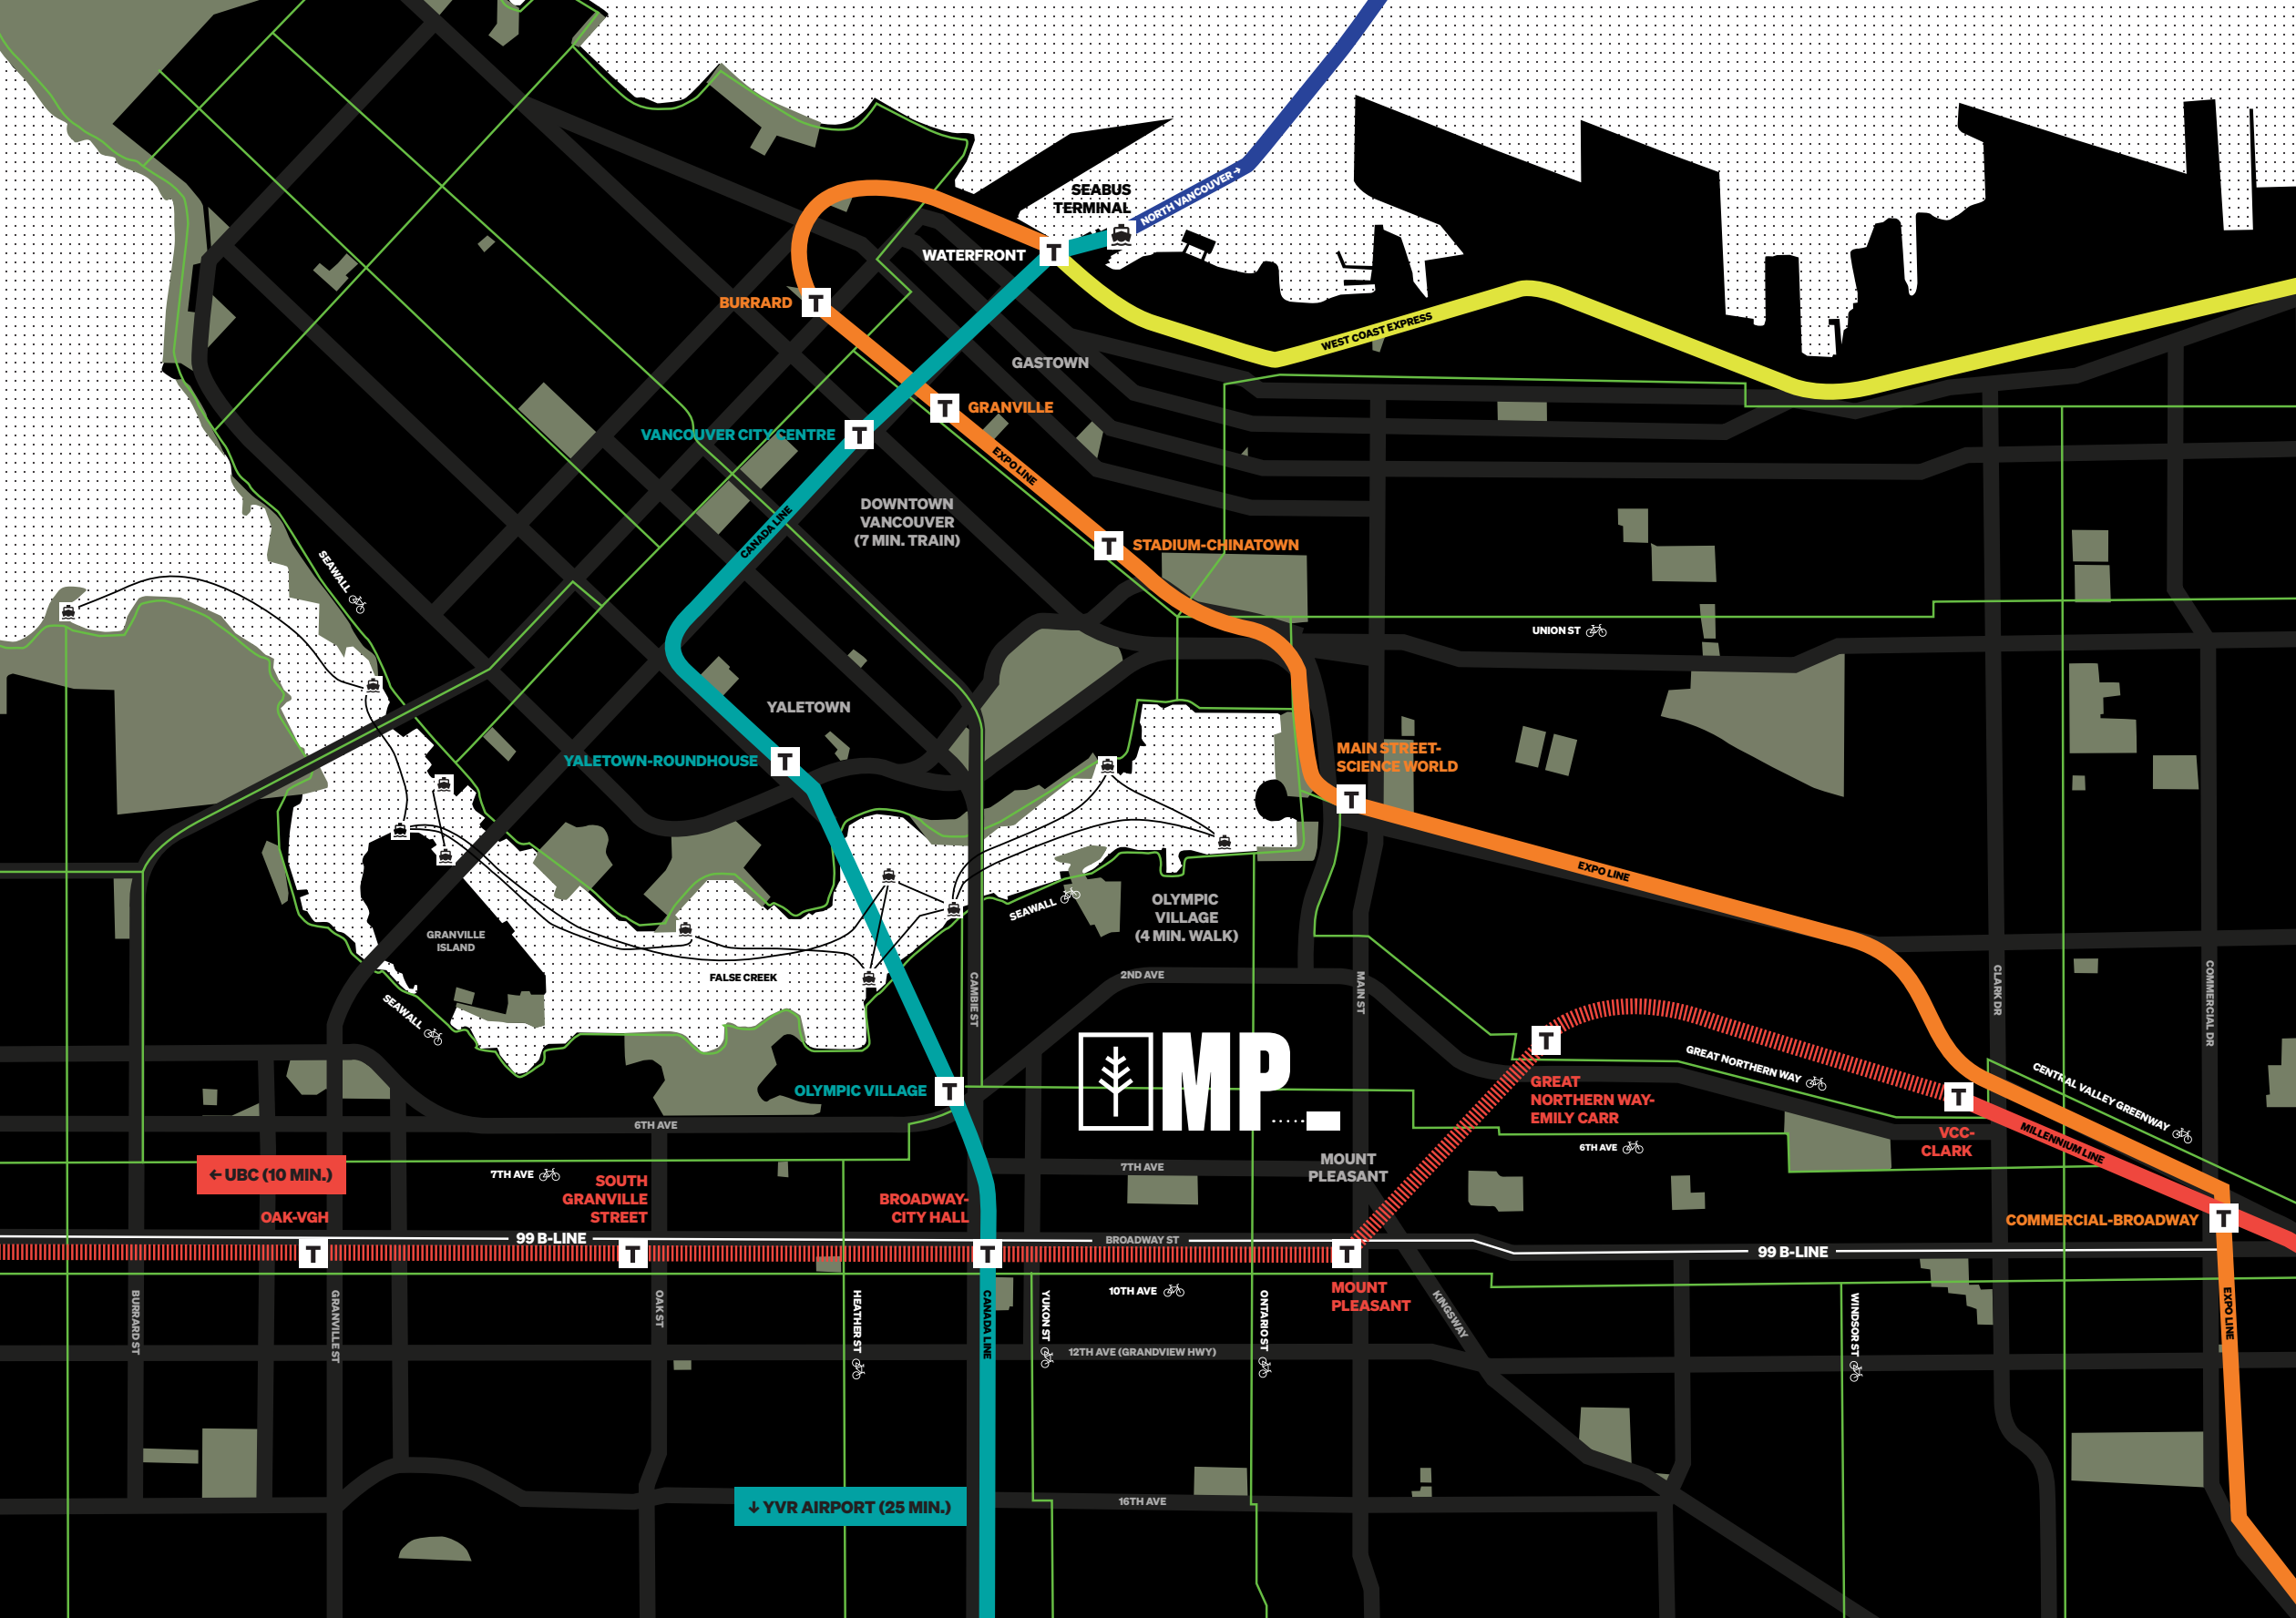 SEABUS
TERMINAL
NORTH VANCOUVER →
WATERFRONT
T
BURRARD
T
WEST COAST EXPRESS
GASTOWN
T
GRANVILLE
VANCOUVER CITY CENTRE
T
EXPO LINE
DOWNTOWN
VANCOUVER
(7 MIN. TRAIN)
CANADA LINE
T
STADIUM-CHINATOWN
SEAWALL
UNION ST
YALETOWN
YALETOWN-ROUNDHOUSE
T
MAIN STREET-
SCIENCE WORLD
T
EXPO LINE
SEAWALL
OLYMPIC
VILLAGE
(4 MIN. WALK)
GRANVILLE
ISLAND
FALSE CREEK
SEAWALL
CAMBIE ST
2ND AVE
MAIN ST
CLARK DR
COMMERCIAL DR
T
GREAT NORTHERN WAY
CENTRAL VALLEY GREENWAY
MP
OLYMPIC VILLAGE
T
GREAT
NORTHERN WAY-
EMILY CARR
T
VCC-
CLARK
MILLENNIUM LINE
6TH AVE
6TH AVE
← UBC (10 MIN.)
7TH AVE
7TH AVE
MOUNT
PLEASANT
SOUTH
GRANVILLE
STREET
BROADWAY-
CITY HALL
OAK-VGH
COMMERCIAL-BROADWAY
T
99 B-LINE
BROADWAY ST
99 B-LINE
T
T
T
T
MOUNT
PLEASANT
10TH AVE
BURRARD ST
GRANVILLE ST
OAK ST
HEATHER ST
CANADA LINE
YUKON ST
ONTARIO ST
KINGSWAY
WINDSOR ST
EXPO LINE
12TH AVE (GRANDVIEW HWY)
↓ YVR AIRPORT (25 MIN.)
16TH AVE